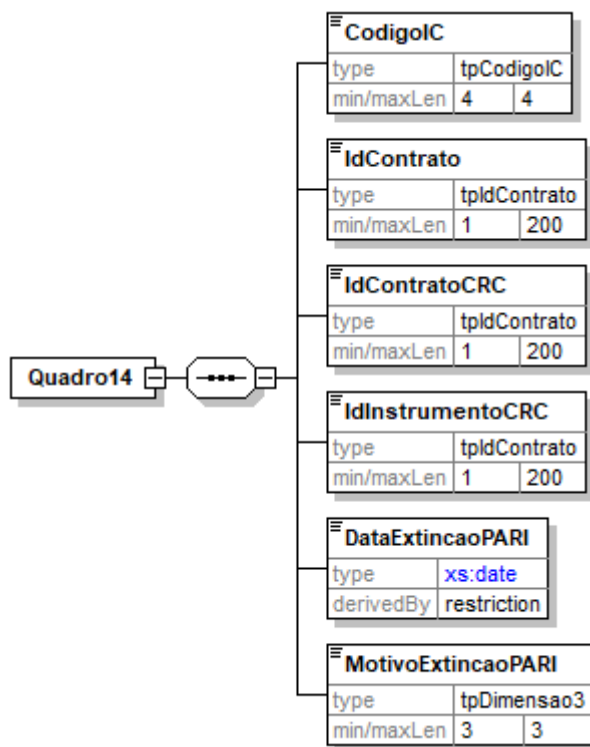 CodigoIC
type tpCodigoIC
min/maxLen 4 4
IdContrato
type tpIdContrato
min/maxLen 1 200
IdContratoCRC
type tpIdContrato
min/maxLen 1 200
Quadro14
IdInstrumentoCRC
type tpIdContrato
min/maxLen 1 200
DataExtincaoPARI
type xs:date
derivedBy restriction
MotivoExtincaoPARI
type tpDimensao3
min/maxLen 3 3